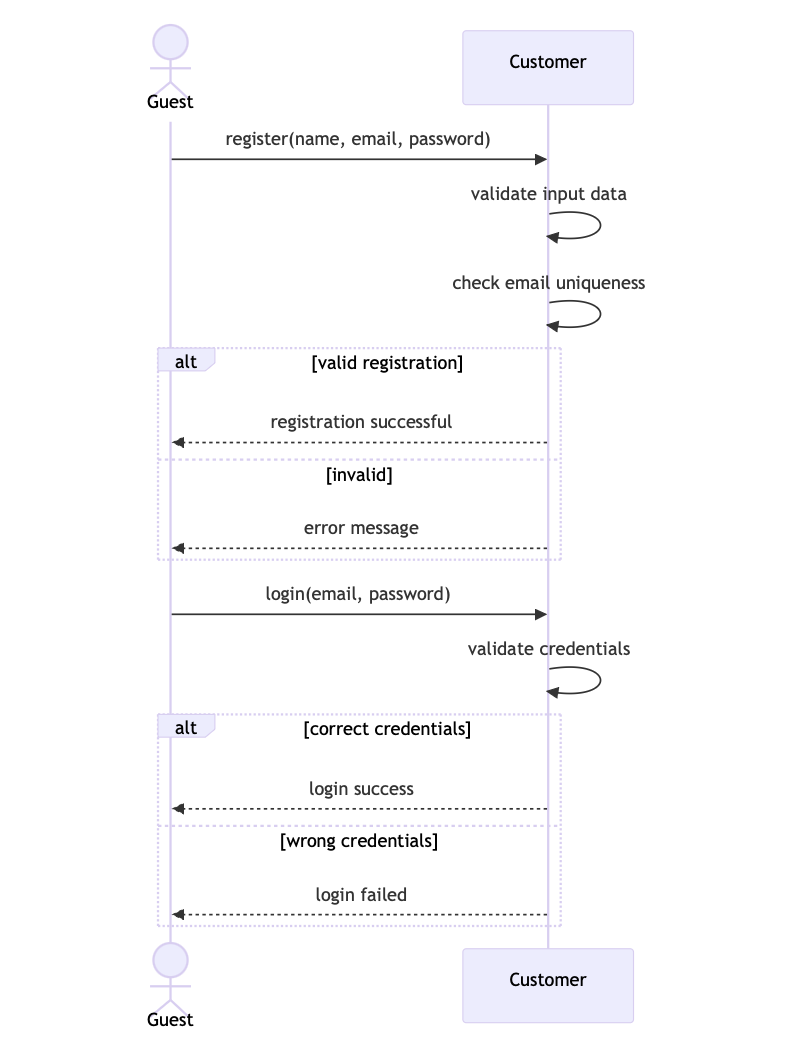 Guest
Customer
register(name, email, password)
validate input data
check email uniqueness
alt
[valid registration]
registration successful
[invalid]
error message
login(email, password)
validate credentials
alt
[correct credentials]
login success
[wrong credentials]
login failed
Guest
Customer